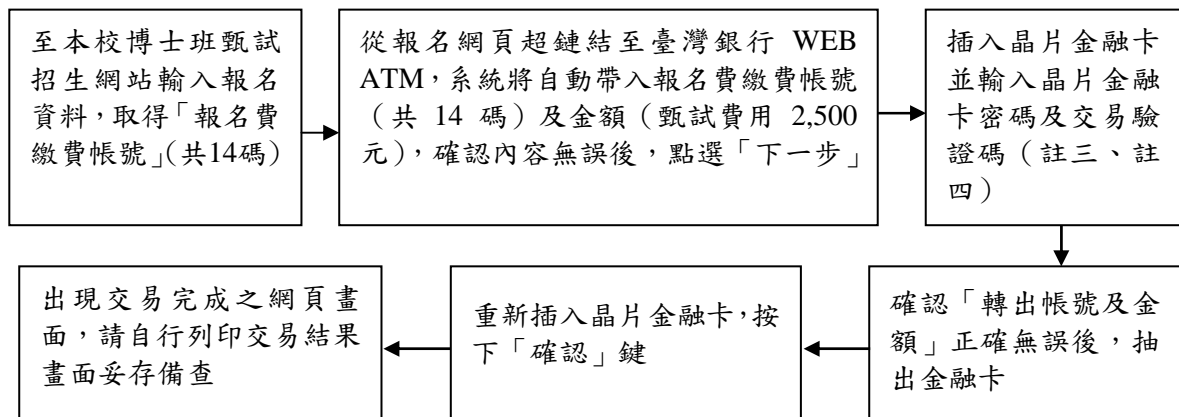 至本校博士班甄試
招生網站輸入報名
資料，取得「報名費
繳費帳號」(共14碼)
從報名網頁超鏈結至臺灣銀行 WEB
ATM，系統將自動帶入報名費繳費帳號
（共 14 碼）及金額（甄試費用 2,500
元），確認內容無誤後，點選「下一步」
插入晶片金融卡
並輸入晶片金融
卡密碼及交易驗
證碼（註三、註
四）
確認「轉出帳號及金
額」正確無誤後，抽
出金融卡
重新插入晶片金融卡，按
下「確認」鍵
出現交易完成之網頁畫
面，請自行列印交易結果
畫面妥存備查